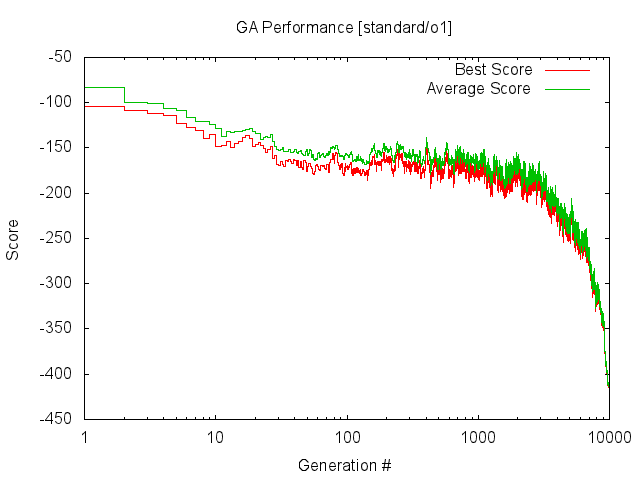 GA Performance [standard/o1]
Best Score
Average Score
-50
-100
-150
-200
-250
-300
-350
-400
-450
Score
1 10 100 1000 10000
Generation #